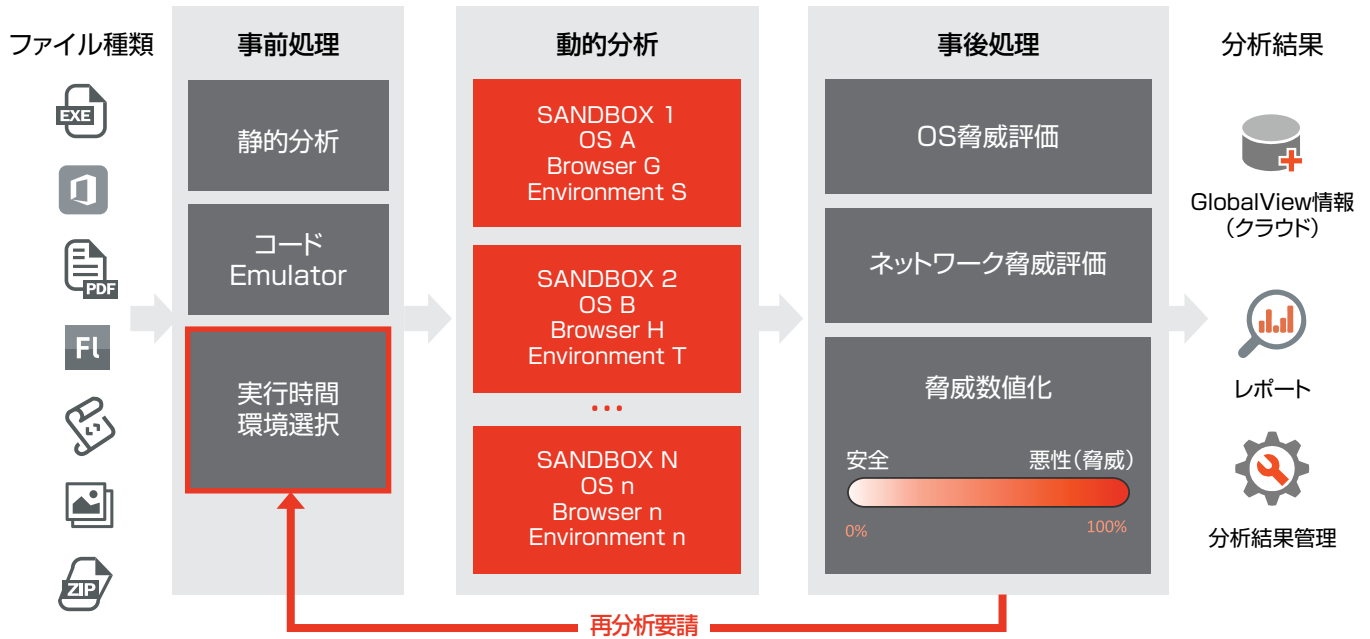 ファイル種類
EXE
PDF
Fl
ZIP
事前処理
静的分析
コード
Emulator
実行時間
環境選択
動的分析
SANDBOX 1
OS A
Browser G
Environment S
SANDBOX 2
OS B
Browser H
Environment T
...
SANDBOX N
OS n
Browser n
Environment n
事後処理
OS脅威評価
ネットワーク脅威評価
脅威数値化
安全
悪性(脅威)
0%
100%
分析結果
GlobalView情報
(クラウド)
レポート
分析結果管理
再分析要請